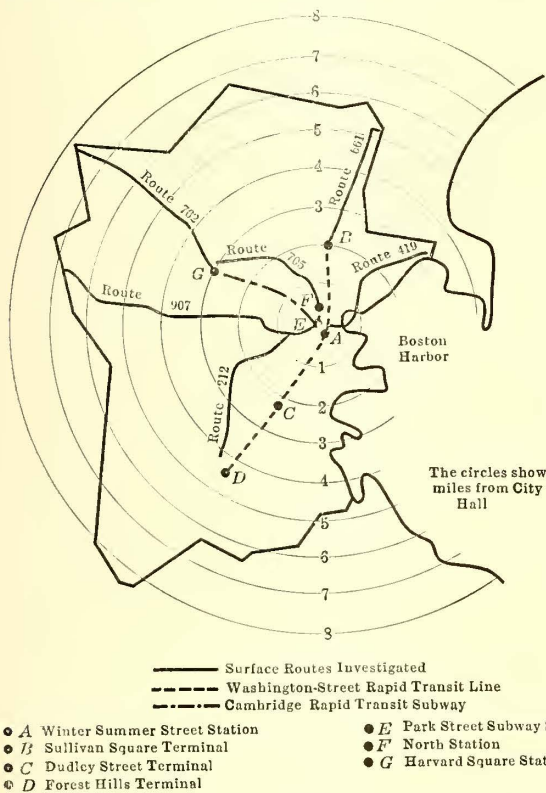 8
7
6
5
4
3
Route 661
B
Route 702
Route 705
Route 419
G
F
E
A
Route 907
Boston
Harbor
1
Route 212
2
C
3
D
4
The circles show
miles from City
Hall
5
6
7
8
Surface Routes Investigated
Washington-Street Rapid Transit Line
Cambridge Rapid Transit Subway
A Winter Summer Street Station
B Sullivan Square Terminal
C Dudley Street Terminal
D Forest Hills Terminal
E Park Street Subway
F North Station
G Harvard Square